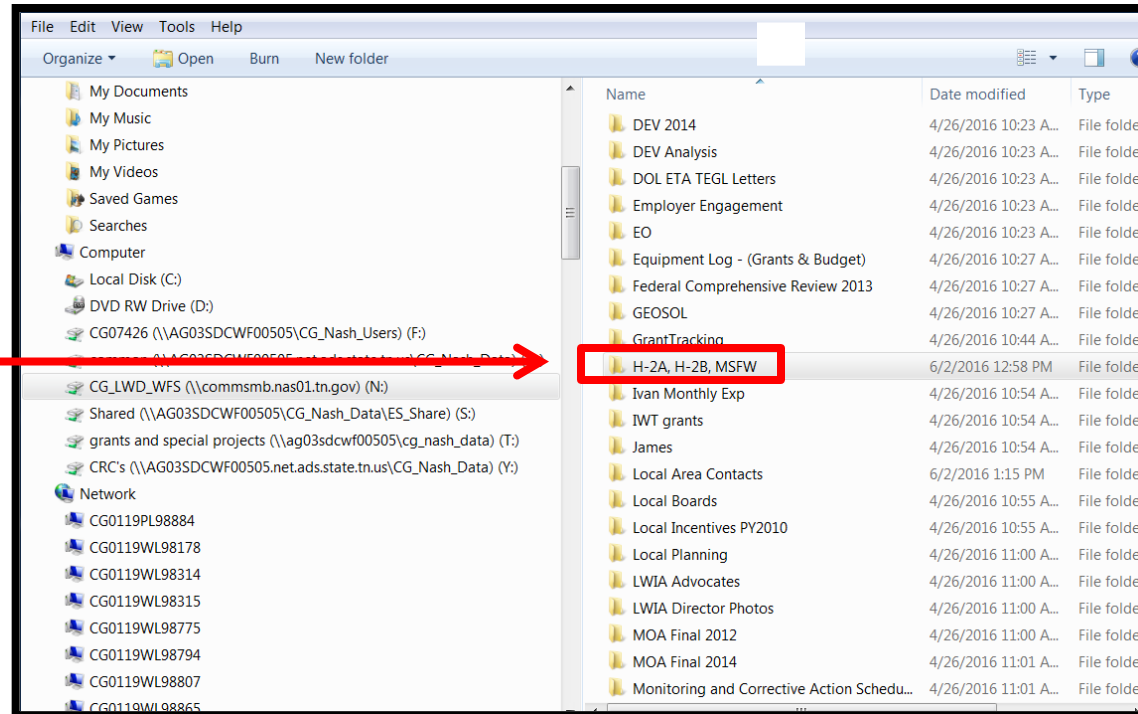 File Edit View Tools Help
Organize Open Burn New folder
My Documents
My Music
My Pictures
My Videos
Saved Games
Searches
Computer
Local Disk (C:)
DVD RW Drive (D:)
CG07426 (\\AG03SDCWF00505\CG_Nash_Users) (F:)
common (\\AG03SDCWF00505.net.ads.state.tn.us\CG_Nash_Data)
CG_LWD_WFS (\\commsmb.nas01.tn.gov) (N:)
Shared (\\AG03SDCWF00505\CG_Nash_Data\ES_Share) (S:)
grants and special projects (\\ag03sdcwf00505\cg_nash_data) (T:)
CRC's (\\AG03SDCWF00505.net.ads.state.tn.us\CG_Nash_Data) (Y:)
Network
CG0119PL98884
CG0119WL98178
CG0119WL98314
CG0119WL98315
CG0119WL98775
CG0119WL98794
CG0119WL98807
CG0119WL98865
Name Date modified Type
DEV 2014 4/26/2016 10:23 A... File folde
DEV Analysis 4/26/2016 10:23 A... File folde
DOL ETA TEGL Letters 4/26/2016 10:23 A... File folde
Employer Engagement 4/26/2016 10:23 A... File folde
EO 4/26/2016 10:23 A... File folde
Equipment Log - (Grants & Budget) 4/26/2016 10:27 A... File folde
Federal Comprehensive Review 2013 4/26/2016 10:27 A... File folde
GEOSOL 4/26/2016 10:27 A... File folde
GrantTracking 4/26/2016 10:44 A... File folde
H-2A, H-2B, MSFW 6/2/2016 12:58 PM File folde
Ivan Monthly Exp 4/26/2016 10:54 A... File folde
IWT grants 4/26/2016 10:54 A... File folde
James 4/26/2016 10:54 A... File folde
Local Area Contacts 6/2/2016 1:15 PM File folde
Local Boards 4/26/2016 10:55 A... File folde
Local Incentives PY2010 4/26/2016 10:55 A... File folde
Local Planning 4/26/2016 11:00 A... File folde
LWIA Advocates 4/26/2016 11:00 A... File folde
LWIA Director Photos 4/26/2016 11:00 A... File folde
MOA Final 2012 4/26/2016 11:00 A... File folde
MOA Final 2014 4/26/2016 11:01 A... File folde
Monitoring and Corrective Action Schedu... 4/26/2016 11:01 A... File folde